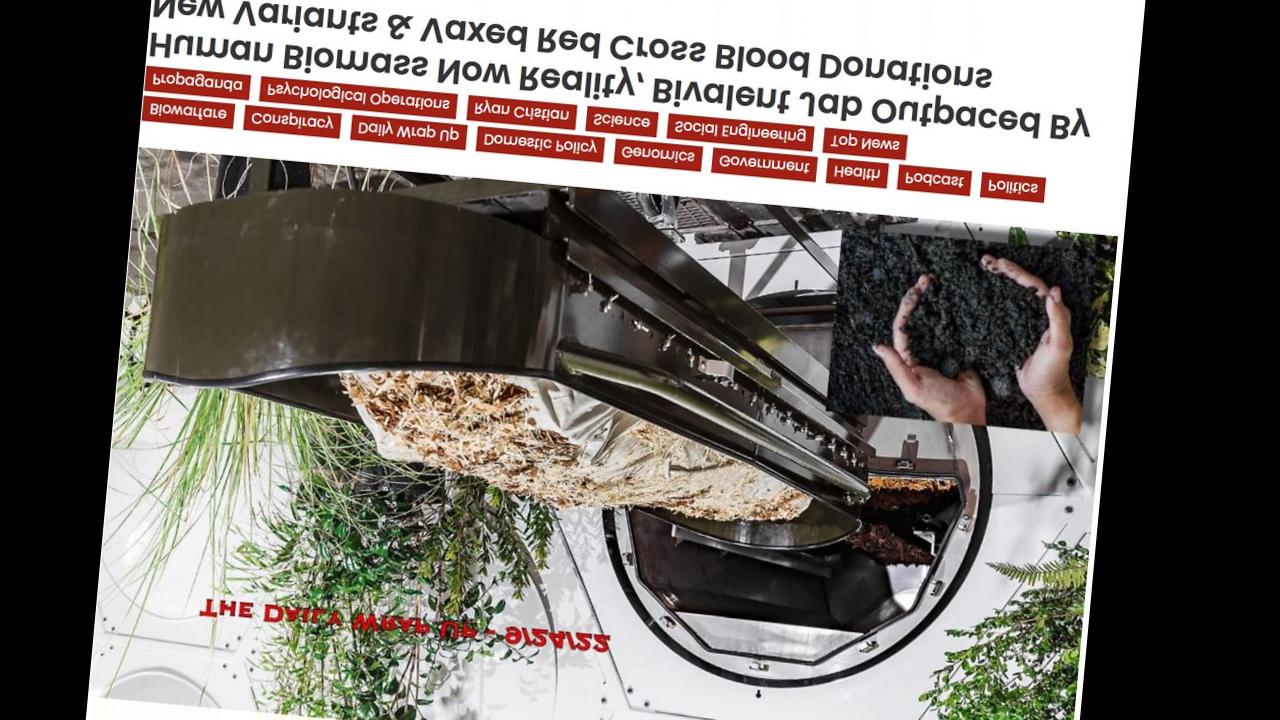 THE DAILY WRAP UP - 9/24/22
Biowarfare Conspiracy Daily Wrap Up Domestic Policy Genomics Government Health Podcast Politics
Propaganda Psychological Operations Ryan Cristian Science Social Engineering Top News
Human Biomass Now Reality, Bivalent Jab Outpaced By
New Variants & Vaxed Red Cross Blood Donations